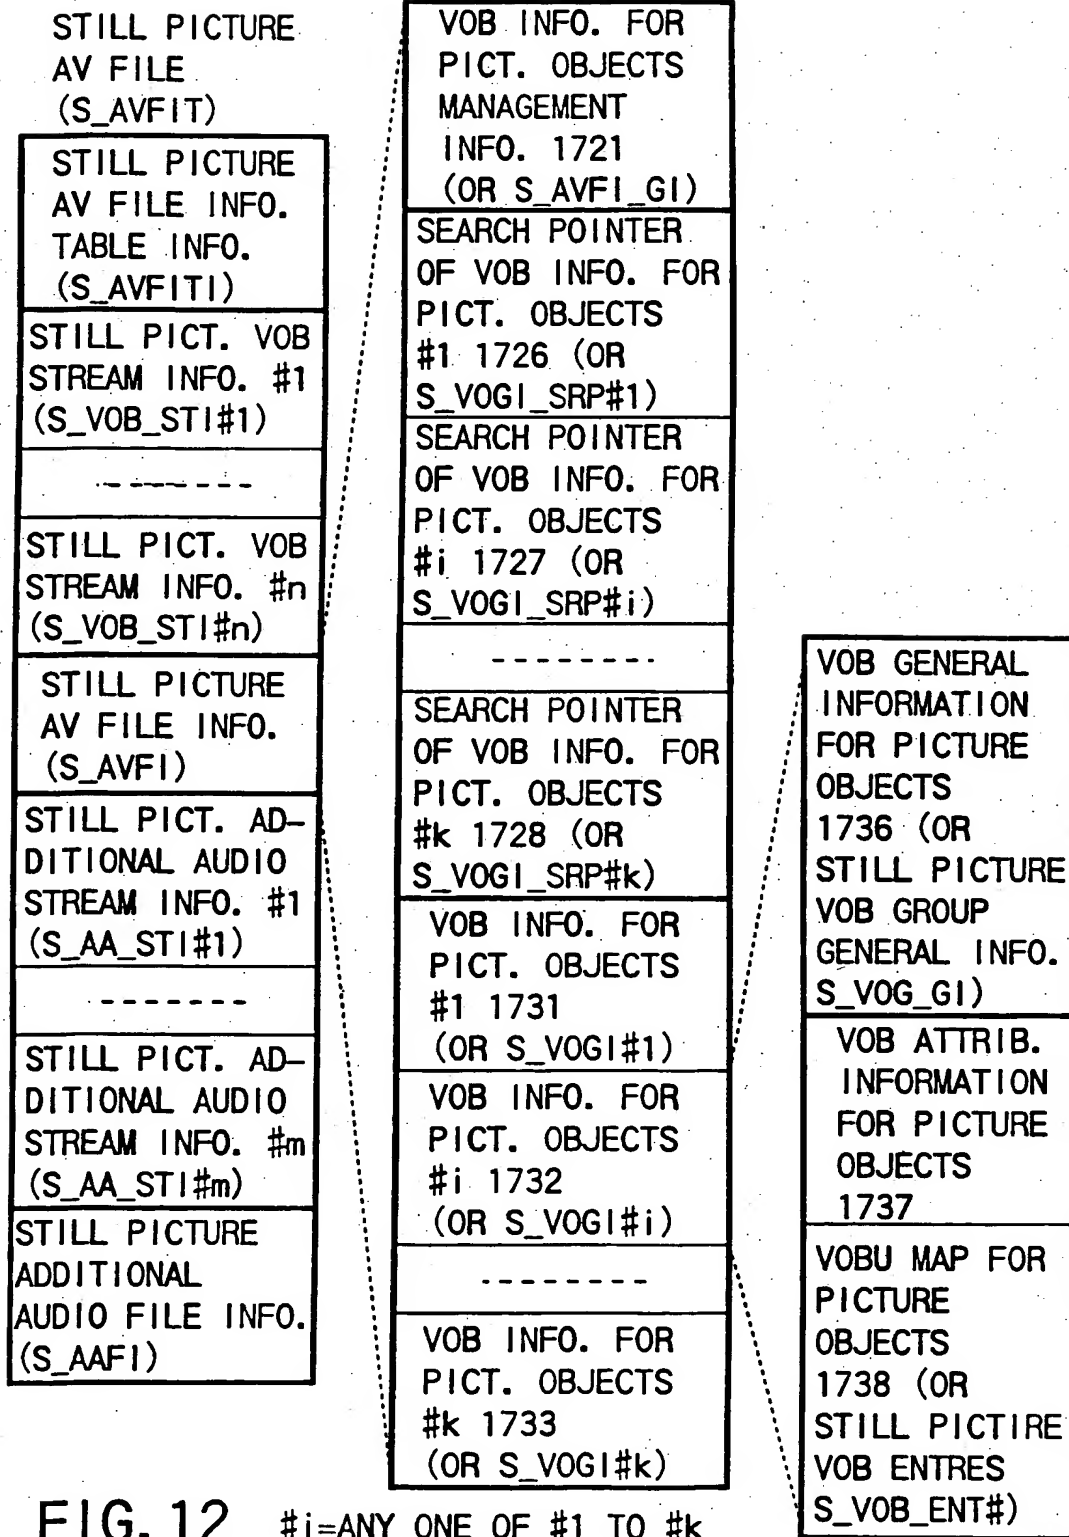 STILL PICTURE
AV FILE
(S_AVFIT)
STILL PICTURE
AV FILE INFO.
TABLE INFO.
(S_AVFITI)
STILL PICT. VOB
STREAM INFO. #1
(S_VOB_STI#1)
STILL PICT. VOB
STREAM INFO. #n
(S_VOB_STI#n)
STILL PICTURE
AV FILE INFO.
(S_AVFI)
STILL PICT. AD-
DITIONAL AUDIO
STREAM INFO. #1
(S_AA_STI#1)
STILL PICT. AD-
DITIONAL AUDIO
STREAM INFO. #m
(S_AA_STI#m)
STILL PICTURE
ADDITIONAL
AUDIO FILE INFO.
(S_AAFI)
VOB INFO. FOR
PICT. OBJECTS
MANAGEMENT
INFO. 1721
(OR S_AVFI_GI)
SEARCH POINTER
OF VOB INFO. FOR
PICT. OBJECTS
#1 1726 (OR
S_VOGI_SRP#1)
SEARCH POINTER
OF VOB INFO. FOR
PICT. OBJECTS
#i 1727 (OR
S_VOGI_SRP#i)
SEARCH POINTER
OF VOB INFO. FOR
PICT. OBJECTS
#k 1728 (OR
S_VOGI_SRP#k)
VOB INFO. FOR
PICT. OBJECTS
#1 1731
(OR S_VOGI#1)
VOB INFO. FOR
PICT. OBJECTS
#i 1732
(OR S_VOGI#i)
VOB INFO. FOR
PICT. OBJECTS
#k 1733
(OR S_VOGI#k)
VOB GENERAL
INFORMATION
FOR PICTURE
OBJECTS
1736 (OR
STILL PICTURE
VOB GROUP
GENERAL INFO.
S_VOG_GI)
VOB ATTRIB.
INFORMATION
FOR PICTURE
OBJECTS
1737
VOBU MAP FOR
PICTURE
OBJECTS
1738 (OR
STILL PICTIRE
VOB ENTRES
S_VOB_ENT#)
FIG. 12 #i=ANY ONE OF #1 TO #k